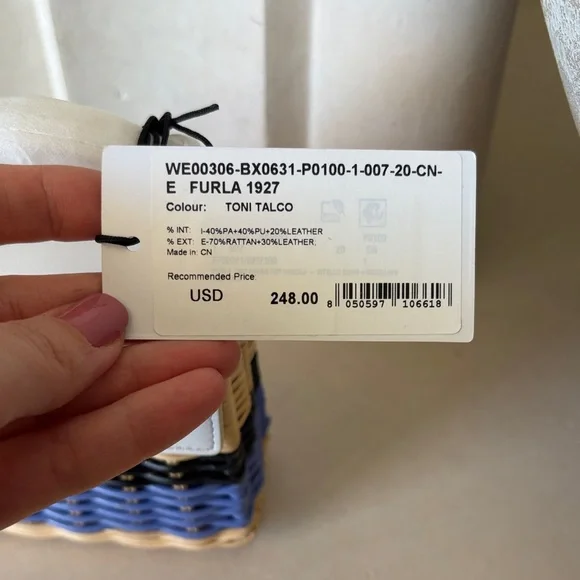 WE00306-BX0631-P0100-1-007-20-CN-
E FURLA 1927
Colour: TONI TALCO
% INT: I-40%PA+40%PU+20%LEATHER
% EXT: E-70%RATTAN+30%LEATHER;
Made in: CN
Recommended Price:
USD 248.00
8 050597 106618